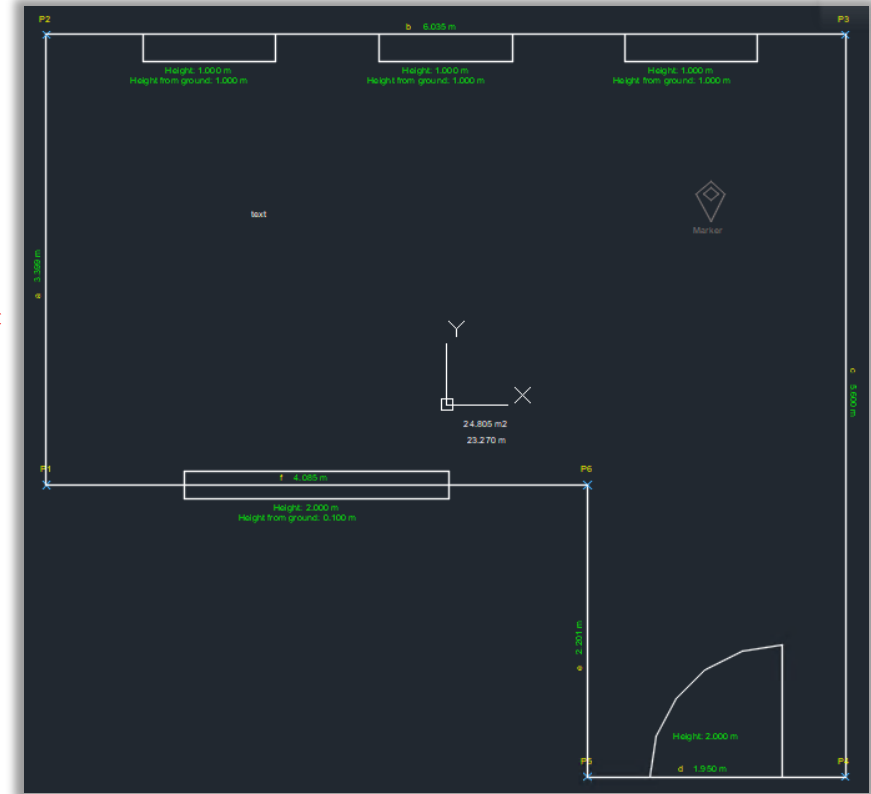 P2
b 6.035 m
P3
Height: 1.000 m
Height from ground: 1.000 m
Height: 1.000 m
Height from ground: 1.000 m
Height: 1.000 m
Height from ground: 1.000 m
text
Marker
a 3.399 m
Y
X
c 5.600 m
24.805 m2
23.270 m
P1
f 4.085 m
P6
Height: 2.000 m
Height from ground: 0.100 m
e 2.201 m
Height: 2.000 m
P5
d 1.950 m
P4